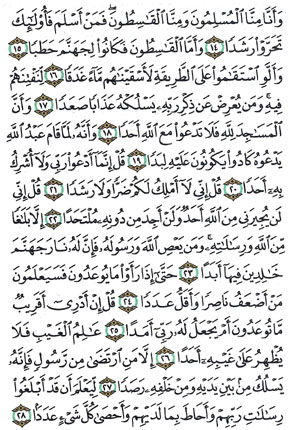 وَأَنَّا مِنَّا ٱلْمُسْلِمُونَ وَمِنَّا ٱلْقَٰسِطُونَ ۖ فَمَنْ أَسْلَمَ فَأُو۟لَٰٓئِكَ
تَحَرَّوْا۟ رَشَدًا ١٤ وَأَمَّا ٱلْقَٰسِطُونَ فَكَانُوا۟ لِجَهَنَّمَ حَطَبًا ١٥
وَأَلَّوِ ٱسْتَقَٰمُوا۟ عَلَى ٱلطَّرِيقَةِ لَأَسْقَيْنَٰهُم مَّآءً غَدَقًا ١٦ لِّنَفْتِنَهُمْ
فِيهِ ۚ وَمَن يُعْرِضْ عَن ذِكْرِ رَبِّهِۦ يَسْلُكْهُ عَذَابًا صَعَدًا ١٧ وَأَنَّ
ٱلْمَسَٰجِدَ لِلَّهِ فَلَا تَدْعُوا۟ مَعَ ٱللَّهِ أَحَدًا ١٨ وَأَنَّهُۥ لَمَّا قَامَ عَبْدُ ٱللَّهِ
يَدْعُوهُ كَادُوا۟ يَكُونُونَ عَلَيْهِ لِبَدًا ١٩ قُلْ إِنَّمَآ أَدْعُوا۟ رَبِّى وَلَآ أُشْرِكُ
بِهِۦٓ أَحَدًا ٢٠ قُلْ إِنِّى لَآ أَمْلِكُ لَكُمْ ضَرًّا وَلَا رَشَدًا ٢١ قُلْ إِنِّى
لَن يُجِيرَنِى مِنَ ٱللَّهِ أَحَدٌ وَلَنْ أَجِدَ مِن دُونِهِۦ مُلْتَحَدًا ٢٢ إِلَّا بَلَٰغًا
مِّنَ ٱللَّهِ وَرِسَٰلَٰتِهِۦ ۚ وَمَن يَعْصِ ٱللَّهَ وَرَسُولَهُۥ فَإِنَّ لَهُۥ نَارَ جَهَنَّمَ
خَٰلِدِينَ فِيهَآ أَبَدًا ٢٣ حَتَّىٰٓ إِذَا رَأَوْا۟ مَا يُوعَدُونَ فَسَيَعْلَمُونَ
مَنْ أَضْعَفُ نَاصِرًا وَأَقَلُّ عَدَدًا ٢٤ قُلْ إِنْ أَدْرِىٓ أَقَرِيبٌ
مَّا تُوعَدُونَ أَمْ يَجْعَلُ لَهُۥ رَبِّىٓ أَمَدًا ٢٥ عَٰلِمُ ٱلْغَيْبِ فَلَا
يُظْهِرُ عَلَىٰ غَيْبِهِۦٓ أَحَدًا ٢٦ إِلَّا مَنِ ٱرْتَضَىٰ مِن رَّسُولٍ فَإِنَّهُۥ
يَسْلُكُ مِنۢ بَيْنِ يَدَيْهِ وَمِنْ خَلْفِهِۦ رَصَدًا ٢٧ لِّيَعْلَمَ أَن قَدْ أَبْلَغُوا۟
رِسَٰلَٰتِ رَبِّهِمْ وَأَحَاطَ بِمَا لَدَيْهِمْ وَأَحْصَىٰ كُلَّ شَىْءٍ عَدَدًۢا ٢٨